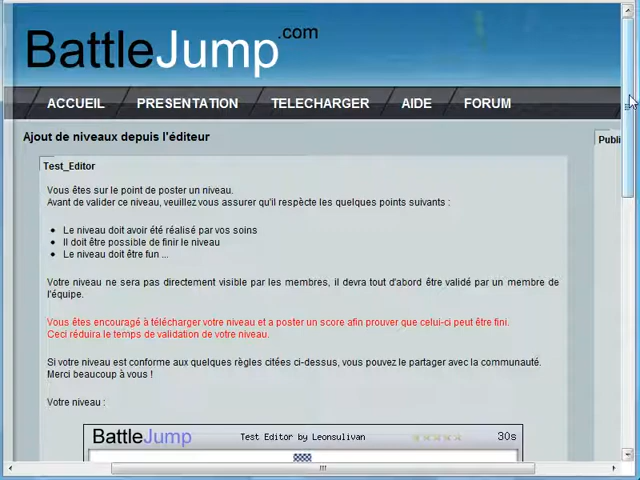 BattleJump.com
ACCUEIL PRESENTATION TELECHARGER AIDE FORUM
Ajout de niveaux depuis l'éditeur
Publi
Test_Editor
Vous êtes sur le point de poster un niveau.
Avant de valider ce niveau, veuillez vous assurer qu'il respècte les quelques points suivants :
Le niveau doit avoir été réalisé par vos soins
Il doit être possible de finir le niveau
Le niveau doit être fun ...
Votre niveau ne sera pas directement visible par les membres, il devra tout d'abord être validé par un membre de
l'équipe.
Vous êtes encouragé à télécharger votre niveau et a poster un score afin prouver que celui-ci peut être fini.
Ceci réduira le temps de validation de votre niveau.
Si votre niveau est conforme aux quelques règles citées ci-dessus, vous pouvez le partager avec la communauté.
Merci beaucoup à vous !
Votre niveau :
BattleJump Test Editor by Leonsulivan 30s